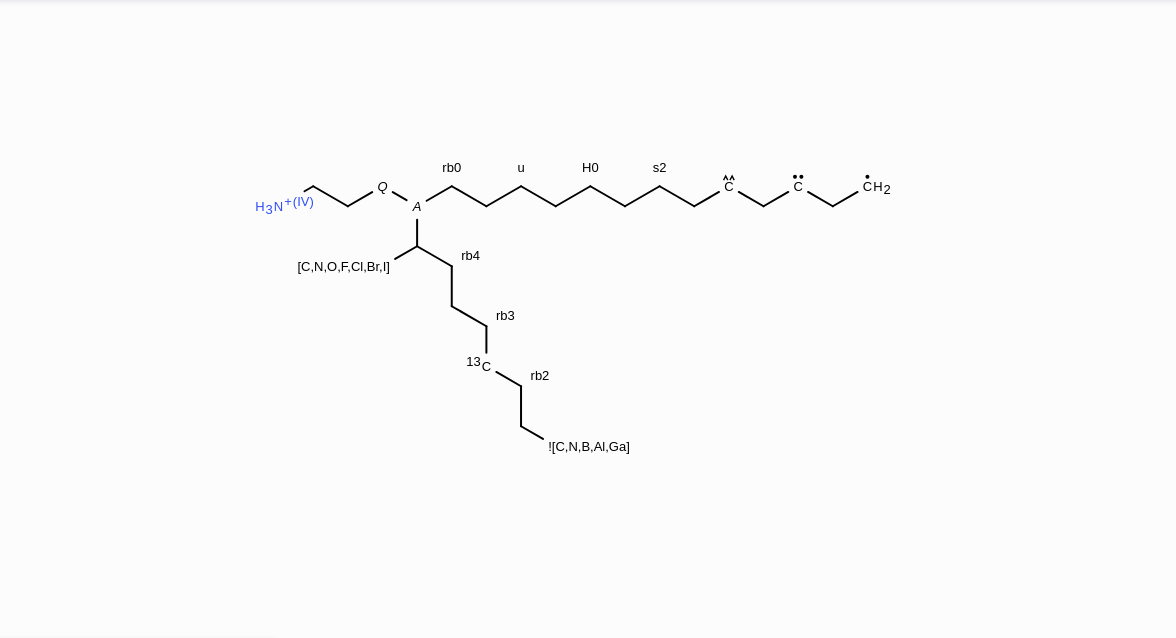 rb0 u H0 s2
Q C C CH2
H3N+(IV) A
rb4
[C,N,O,F,Cl,Br,I]
rb3
13C
rb2
![C,N,B,Al,Ga]